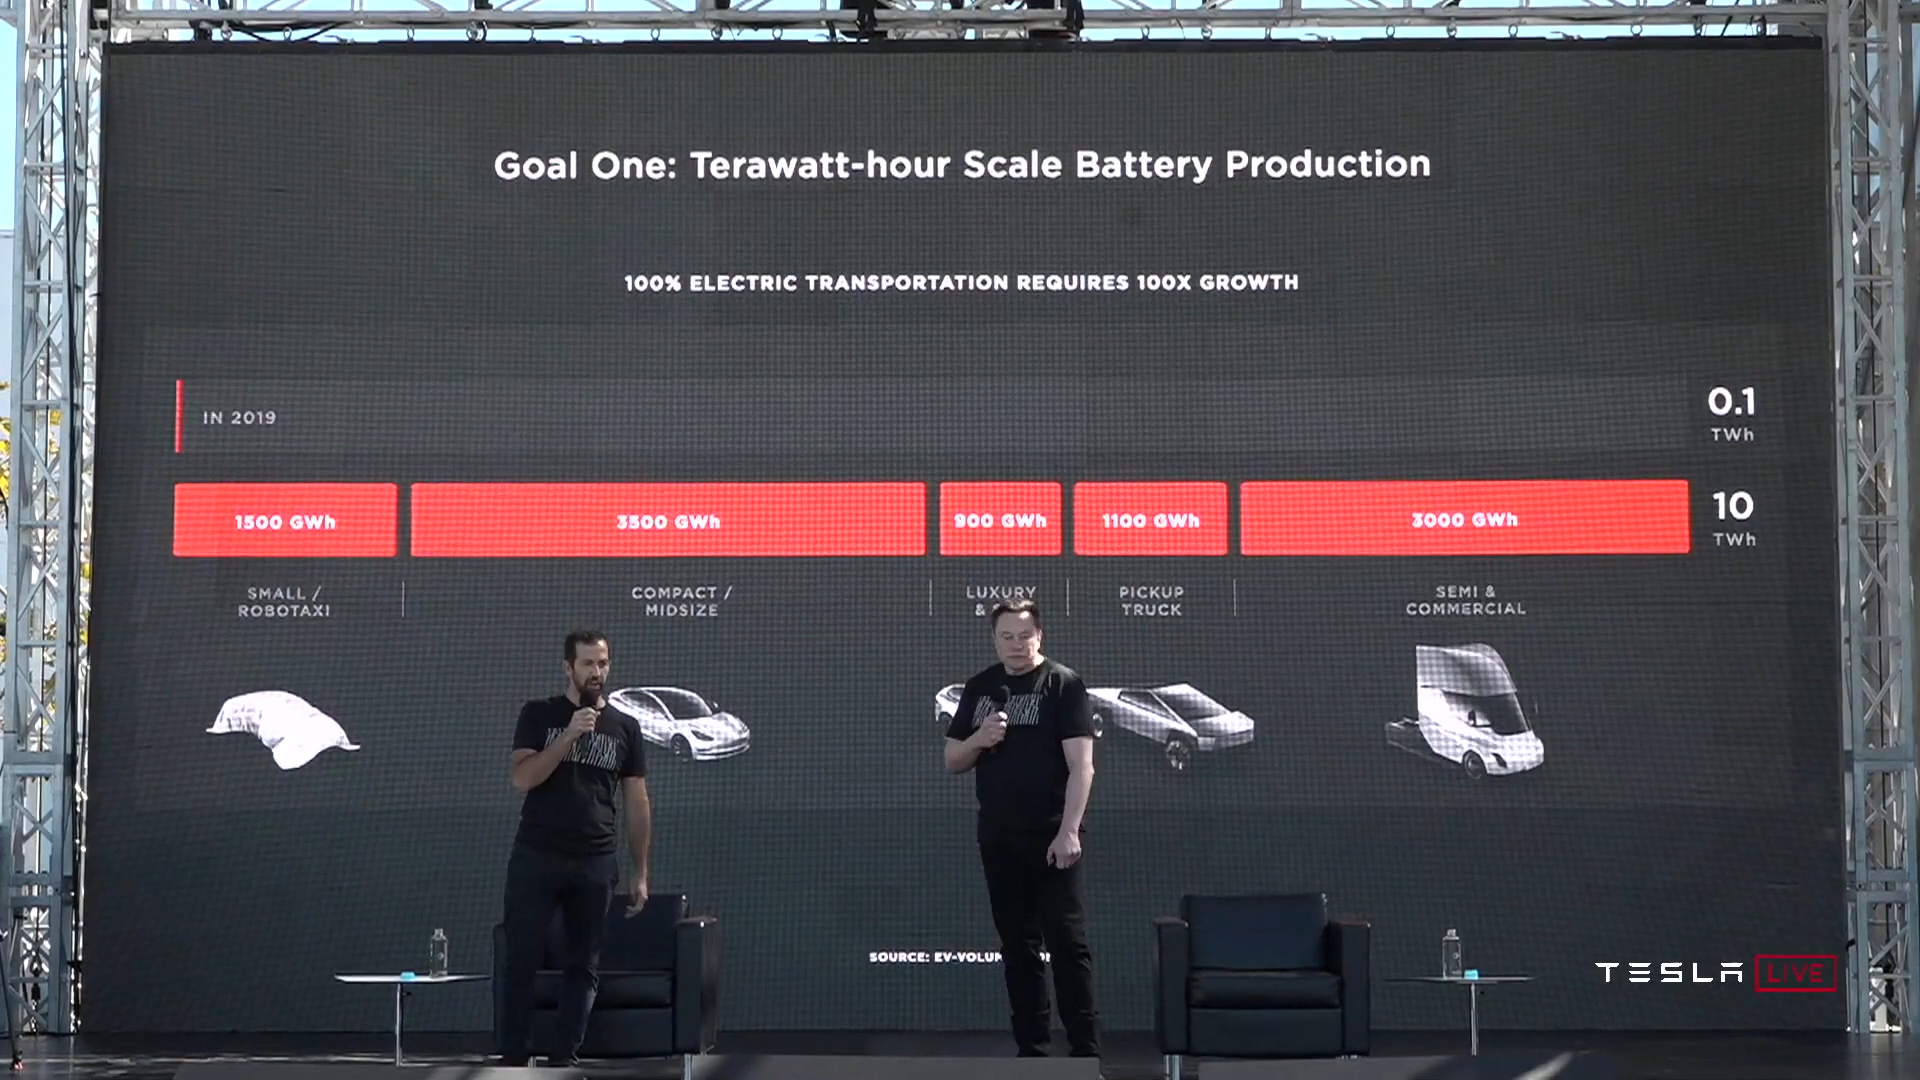 Goal One: Terawatt-hour Scale Battery Production
100% ELECTRIC TRANSPORTATION REQUIRES 100X GROWTH
IN 2019
0.1
TWh
1500 GWh
3500 GWh
900 GWh
1100 GWh
3000 GWh
10
TWh
SMALL /
ROBOTAXI
COMPACT /
MIDSIZE
LUXURY
&
PICKUP
TRUCK
SEMI &
COMMERCIAL
SOURCE:
TESLA LIVE